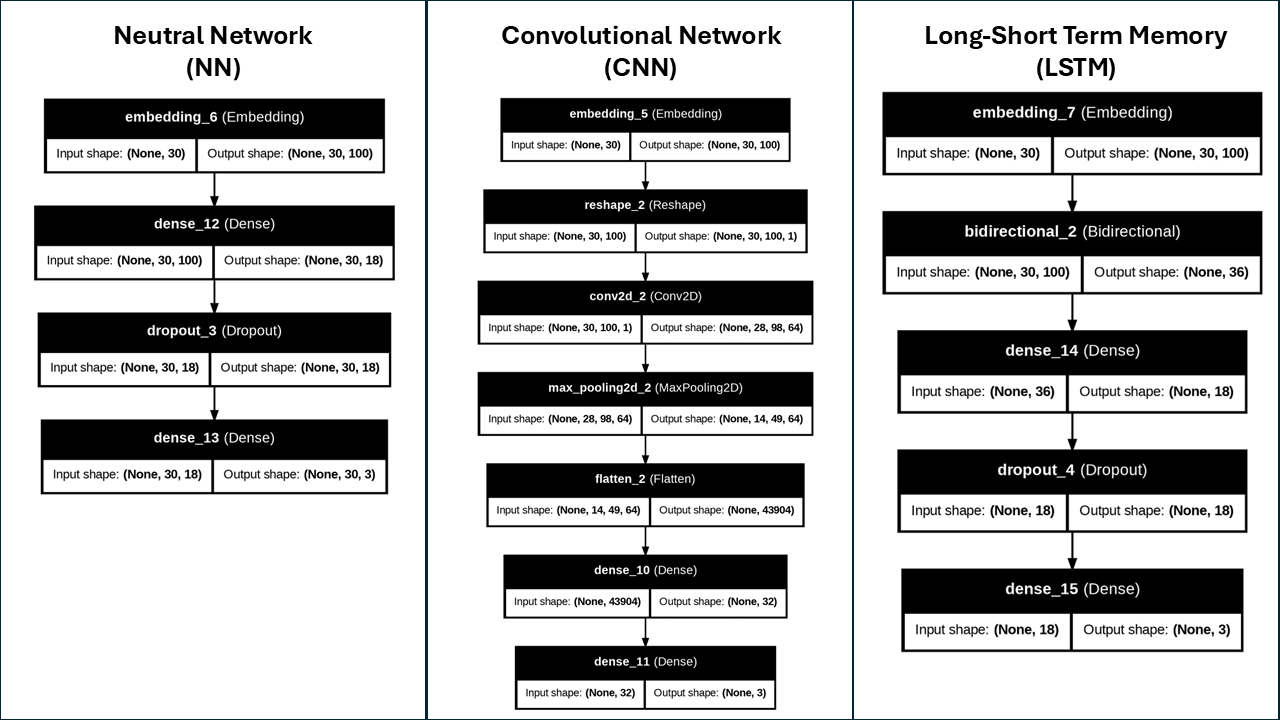 Neutral Network
(NN)
embedding_6 (Embedding)
Input shape: (None, 30) Output shape: (None, 30, 100)
dense_12 (Dense)
Input shape: (None, 30, 100) Output shape: (None, 30, 18)
dropout_3 (Dropout)
Input shape: (None, 30, 18) Output shape: (None, 30, 18)
dense_13 (Dense)
Input shape: (None, 30, 18) Output shape: (None, 30, 3)
Convolutional Network
(CNN)
embedding_5 (Embedding)
Input shape: (None, 30) Output shape: (None, 30, 100)
reshape_2 (Reshape)
Input shape: (None, 30, 100) Output shape: (None, 30, 100, 1)
conv2d_2 (Conv2D)
Input shape: (None, 30, 100, 1) Output shape: (None, 28, 98, 64)
max_pooling2d_2 (MaxPooling2D)
Input shape: (None, 28, 98, 64) Output shape: (None, 14, 49, 64)
flatten_2 (Flatten)
Input shape: (None, 14, 49, 64) Output shape: (None, 43904)
dense_10 (Dense)
Input shape: (None, 43904) Output shape: (None, 32)
dense_11 (Dense)
Input shape: (None, 32) Output shape: (None, 3)
Long-Short Term Memory
(LSTM)
embedding_7 (Embedding)
Input shape: (None, 30) Output shape: (None, 30, 100)
bidirectional_2 (Bidirectional)
Input shape: (None, 30, 100) Output shape: (None, 36)
dense_14 (Dense)
Input shape: (None, 36) Output shape: (None, 18)
dropout_4 (Dropout)
Input shape: (None, 18) Output shape: (None, 18)
dense_15 (Dense)
Input shape: (None, 18) Output shape: (None, 3)